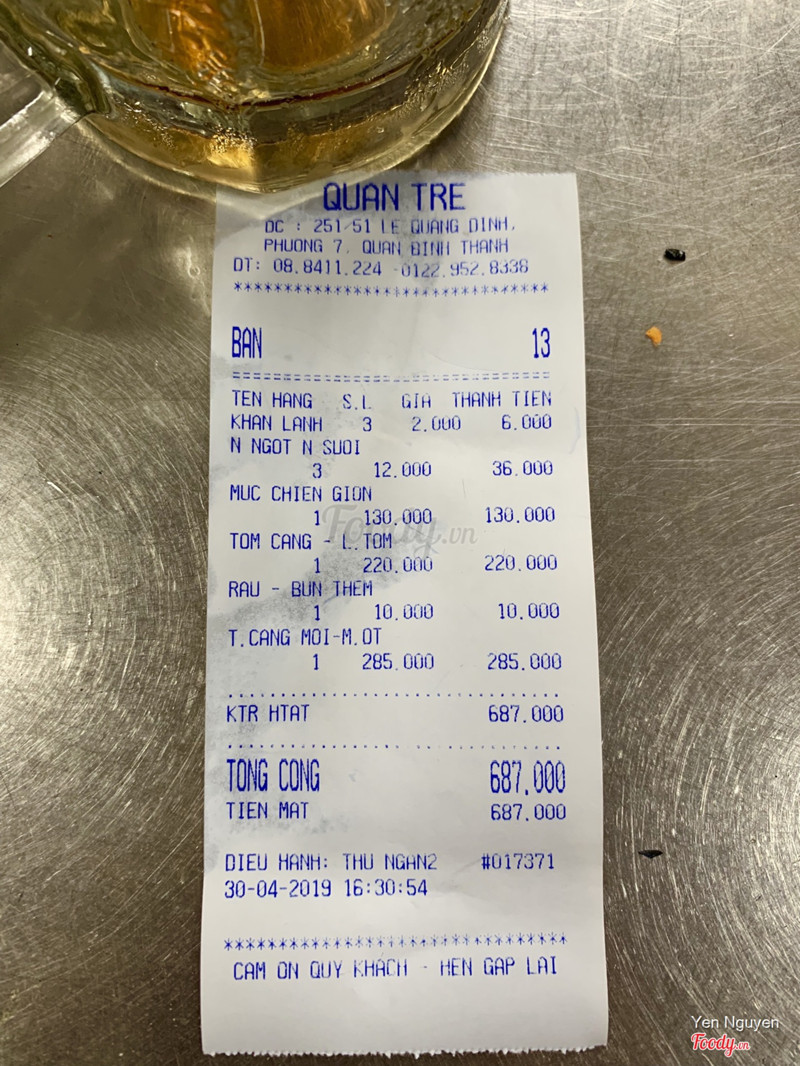 QUAN TRE
DC : 251/51 LE QUANG DINH,
PHUONG 7, QUAN BINH THANH
DT: 08.8411.224 -0122.952.8338
*******************************
BAN 13
================================
TEN HANG S.L GIA THANH TIEN
KHAN LANH 3 2.000 6.000
N NGOT N SUOI
3 12.000 36.000
MUC CHIEN GION
1 130.000 130.000
TOM CANG - L.TOM
1 220.000 220.000
RAU - BUN THEM
1 10.000 10.000
T.CANG MOI-M.OT
1 285.000 285.000
................................
KTR HTAT 687.000
................................
TONG CONG 687.000
TIEN MAT 687.000
DIEU HANH: THU NGAN2 #017371
30-04-2019 16:30:54
*******************************
CAM ON QUY KHACH - HEN GAP LAI
Foody.vn
Yen Nguyen
Foody.vn